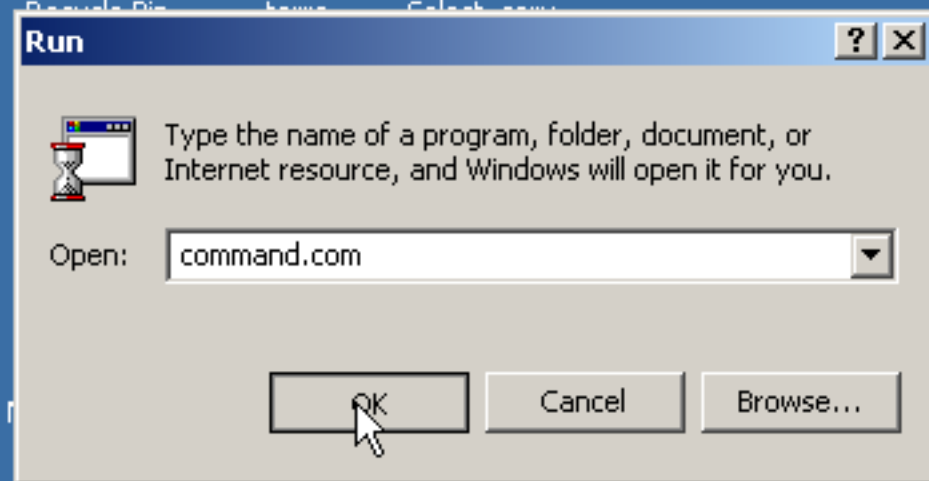 Run
Type the name of a program, folder, document, or
Internet resource, and Windows will open it for you.
Open: command.com
OK Cancel Browse...